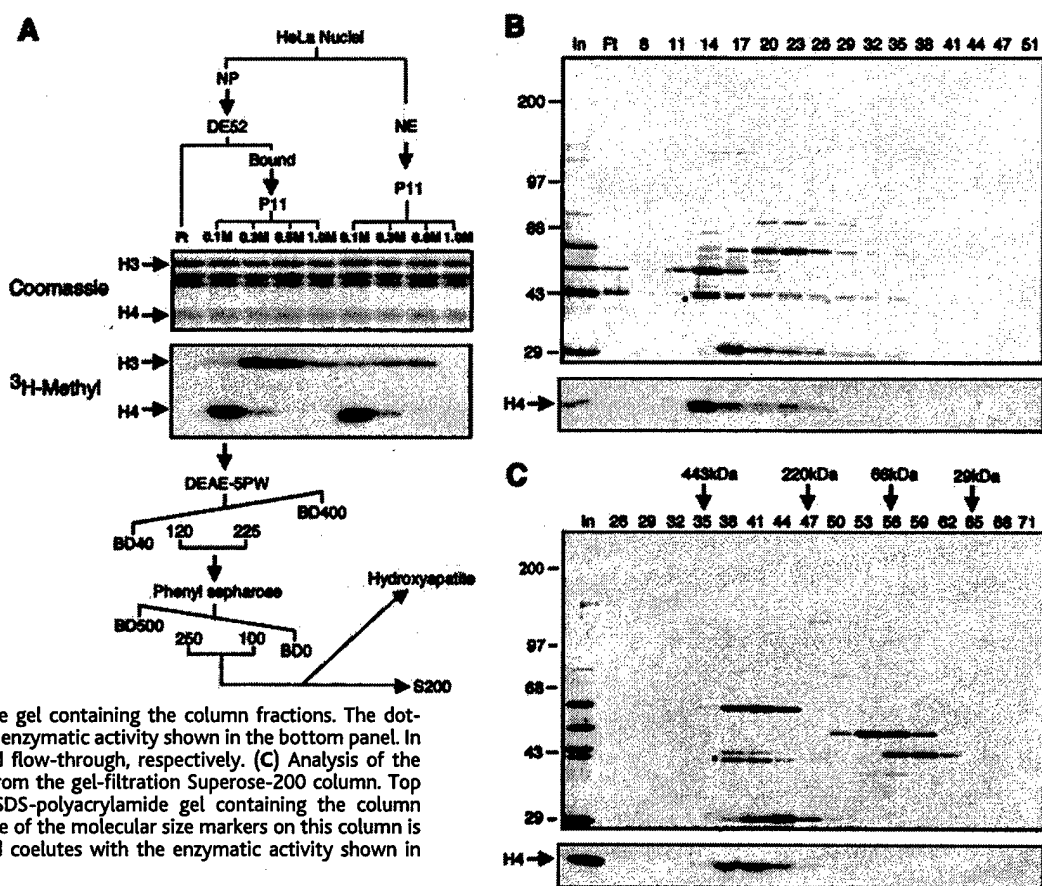 A
HeLa Nuclei
NP
NE
DE52
Bound
P11
P11
Ft 0.1M 0.3M 0.5M 1.0M 0.1M 0.3M 0.5M 1.0M
H3
Coomassie
H4
H3
³H-Methyl
H4
DEAE-5PW
BD40 120 225 BD400
Phenyl sepharose
Hydroxyapatite
BD500 250 100 BD0
S200
e gel containing the column fractions. The dot-
enzymatic activity shown in the bottom panel. In
l flow-through, respectively. (C) Analysis of the
rom the gel-filtration Superose-200 column. Top
SDS-polyacrylamide gel containing the column
e of the molecular size markers on this column is
d coelutes with the enzymatic activity shown in
B
In Ft 8 11 14 17 20 23 26 29 32 35 38 41 44 47 51
200
97
66
43
29
H4
C
443kDa 220kDa 66kDa 29kDa
In 26 29 32 35 38 41 44 47 50 53 56 59 62 65 68 71
200
97
68
43
29
H4